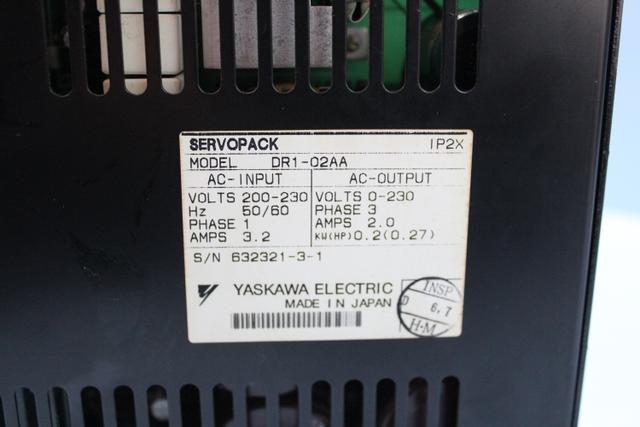 SERVOPACK IP2X
MODEL DR1-02AA
AC-INPUT AC-OUTPUT
VOLTS 200-230 VOLTS 0-230
Hz 50/60 PHASE 3
PHASE 1 AMPS 2.0
AMPS 3.2 KW(HP)0.2(0.27)
S/N 632321-3-1
YASKAWA ELECTRIC
MADE IN JAPAN
INSP
D 6.7
H·M